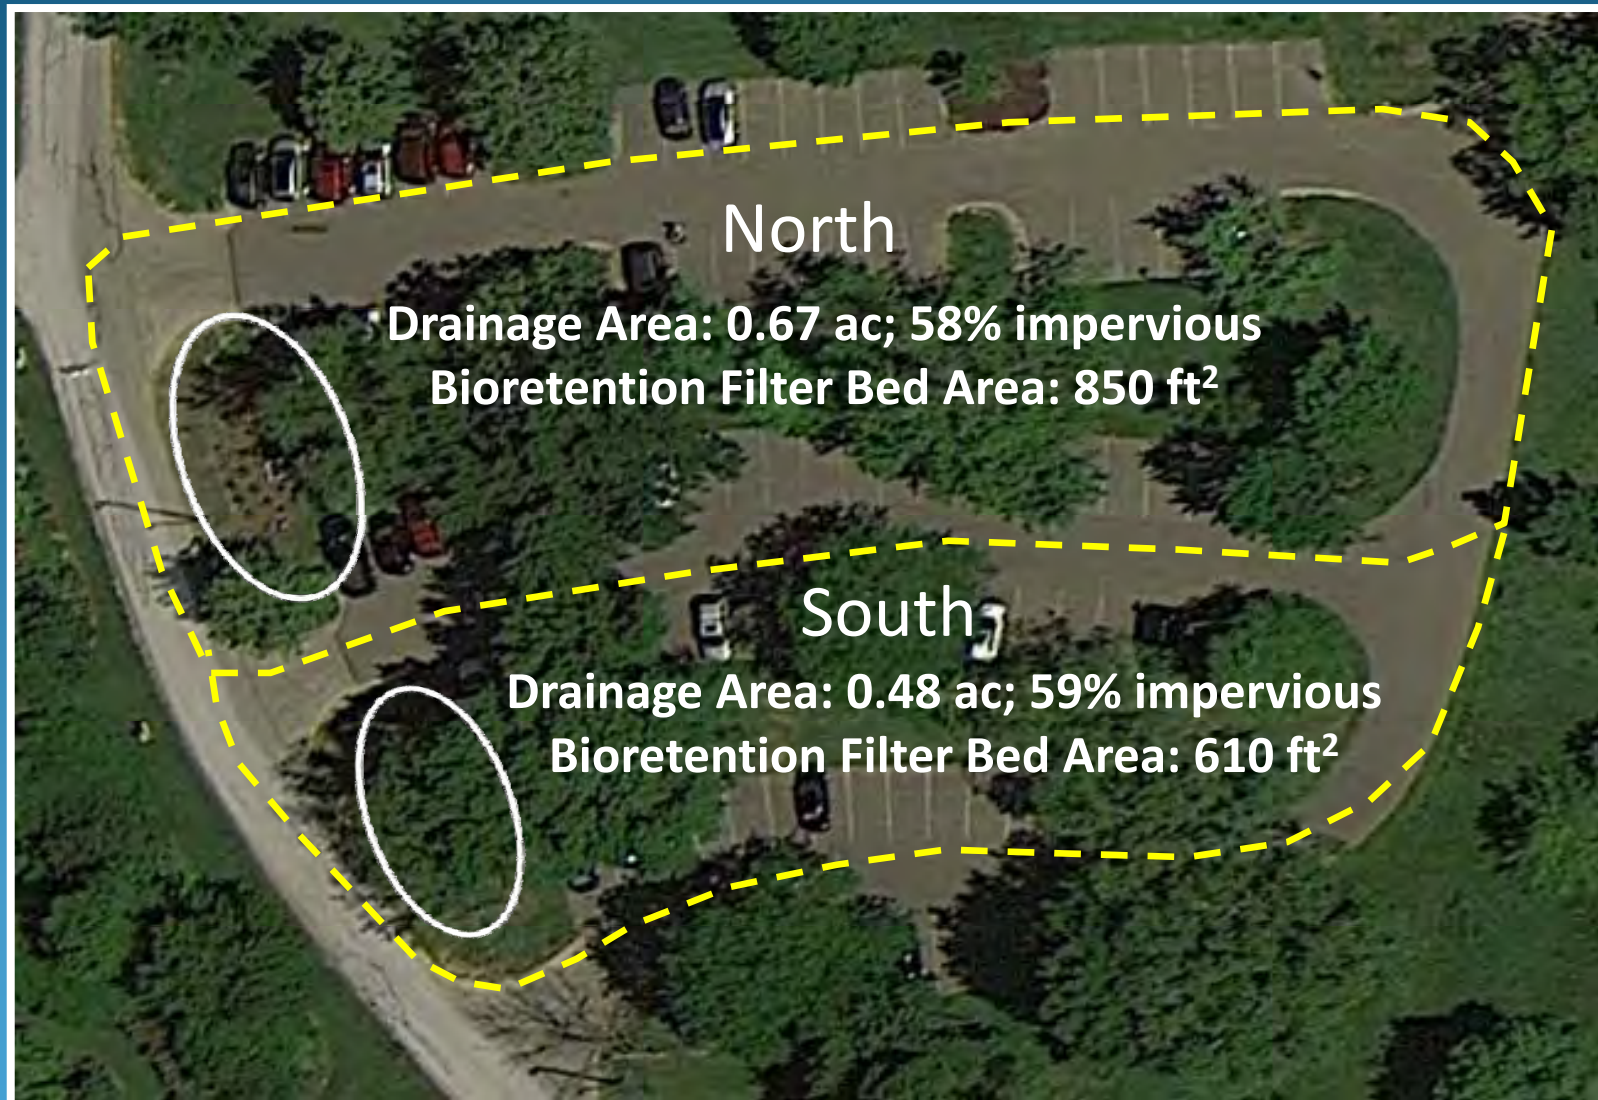 North
Drainage Area: 0.67 ac; 58% impervious
Bioretention Filter Bed Area: 850 ft²
South
Drainage Area: 0.48 ac; 59% impervious
Bioretention Filter Bed Area: 610 ft²